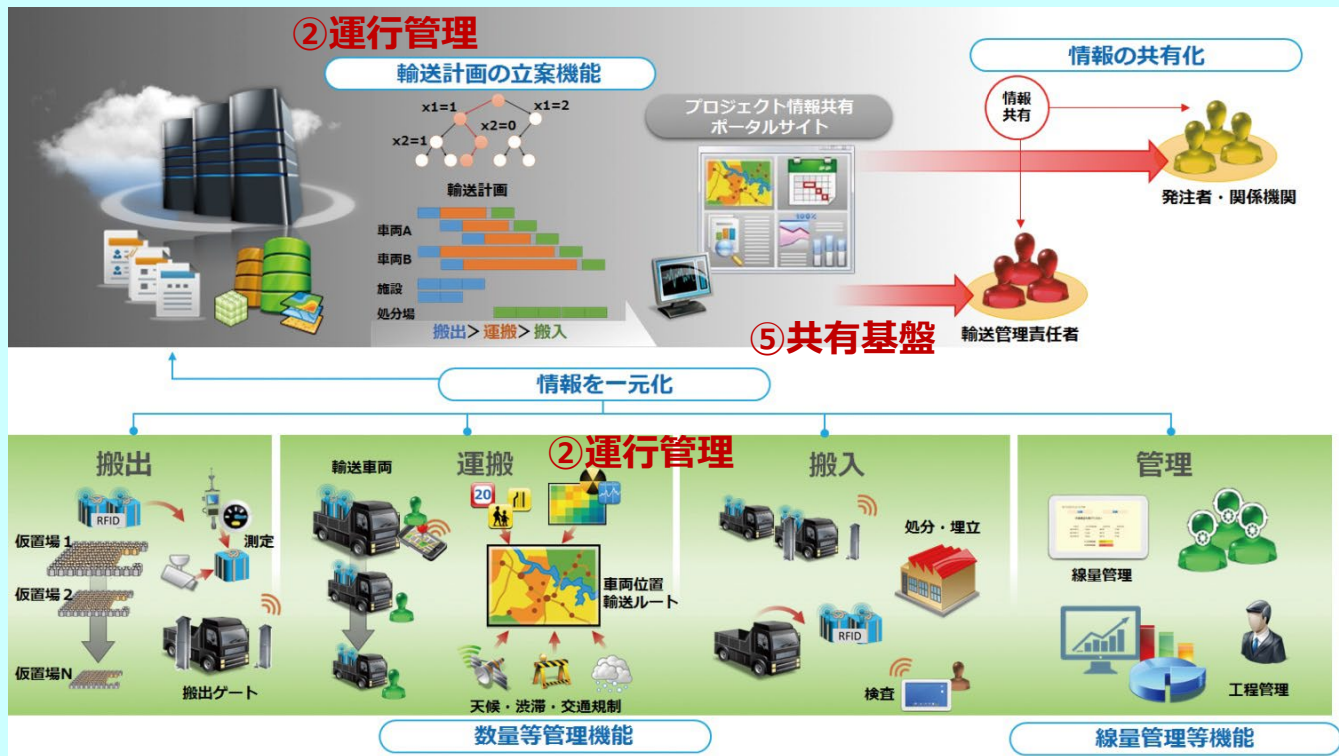 ②運行管理
輸送計画の立案機能
x1=1
x1=2
x2=1
x2=0
輸送計画
車両A
車両B
施設
処分場
搬出> 運搬> 搬入
プロジェクト情報共有
ポータルサイト
100%
⑤共有基盤
情報の共有化
情報
共有
発注者・関係機関
輸送管理責任者
情報を一元化
搬出
RFID
仮置場1
測定
仮置場2
仮置場N
搬出ゲート
運搬
②運行管理
輸送車両
20
車両位置
輸送ルート
天候・渋滞・交通規制
搬入
処分・埋立
RFID
検査
管理
線量管理
工程管理
数量等管理機能
線量管理等機能